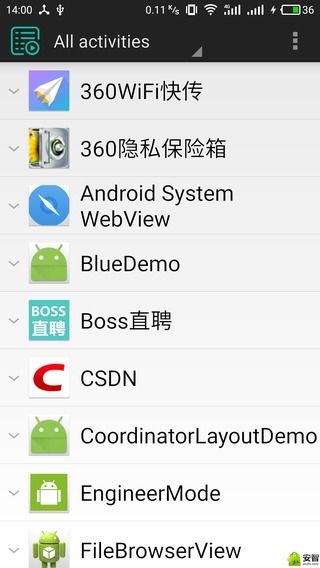 14:00
0.11 K/s
4G
36
All activities
360WiFi快传
360隐私保险箱
Android System
WebView
BlueDemo
BOSS
直聘
Boss直聘
C
CSDN
CoordinatorLayoutDemo
EngineerMode
FileBrowserView
安智